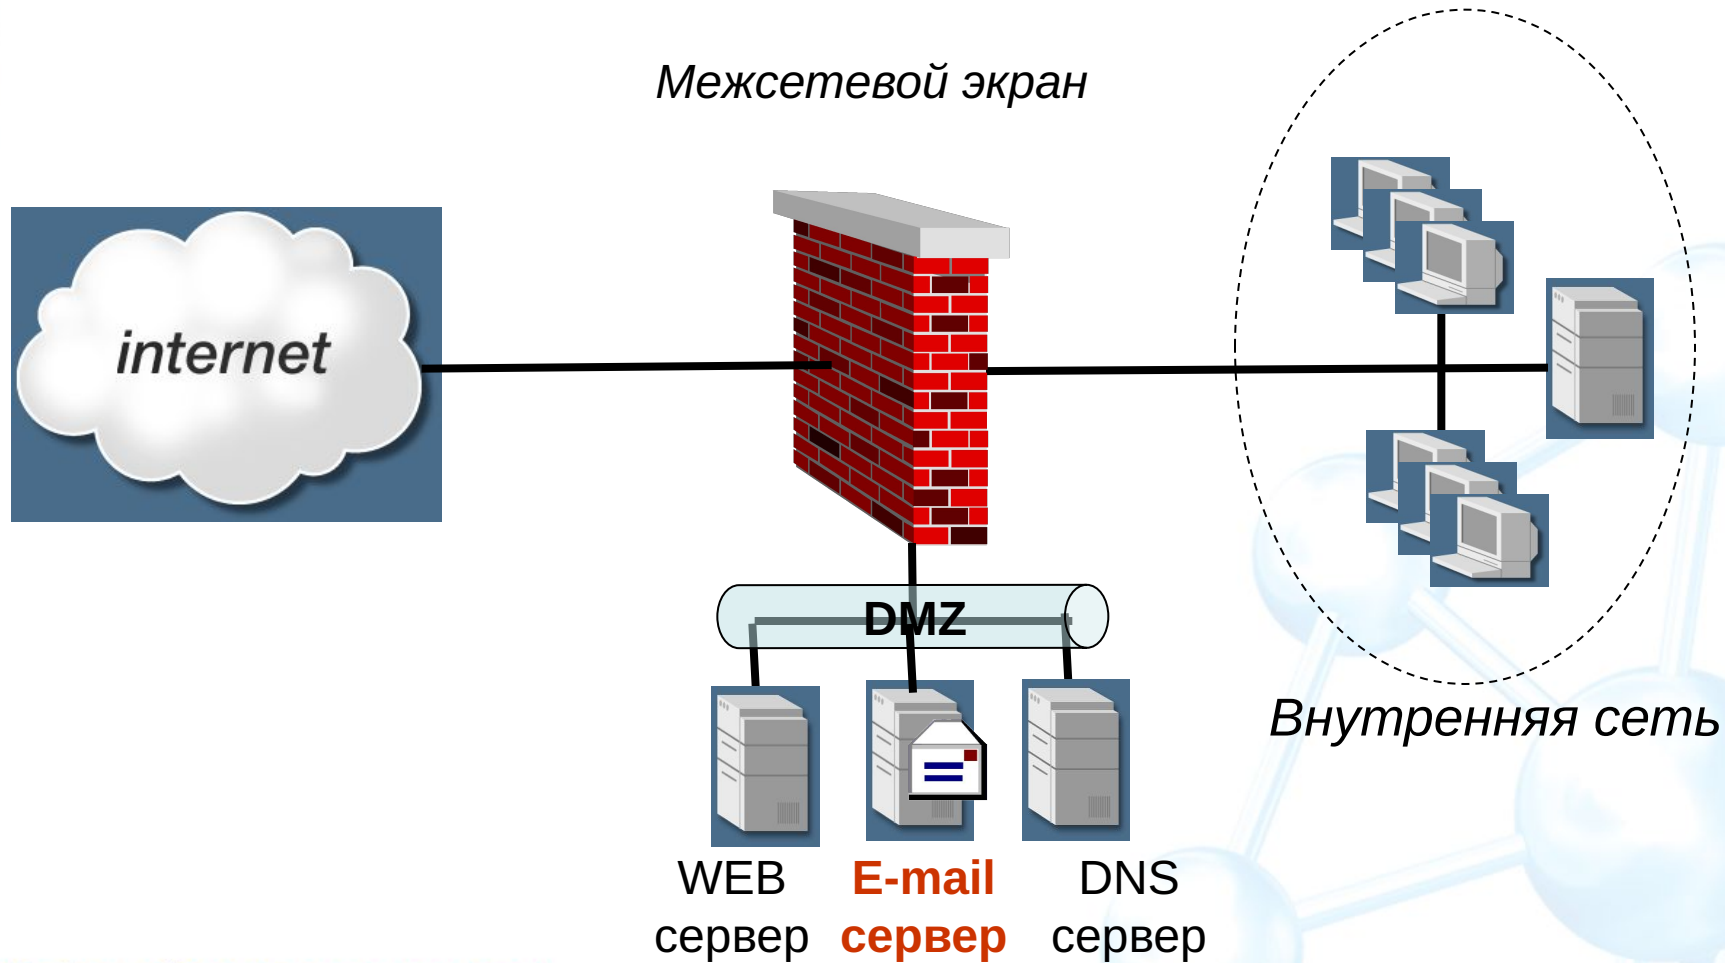 Межсетевой экран
internet
DMZ
Внутренняя сеть
WEB
сервер
E-mail
сервер
DNS
сервер